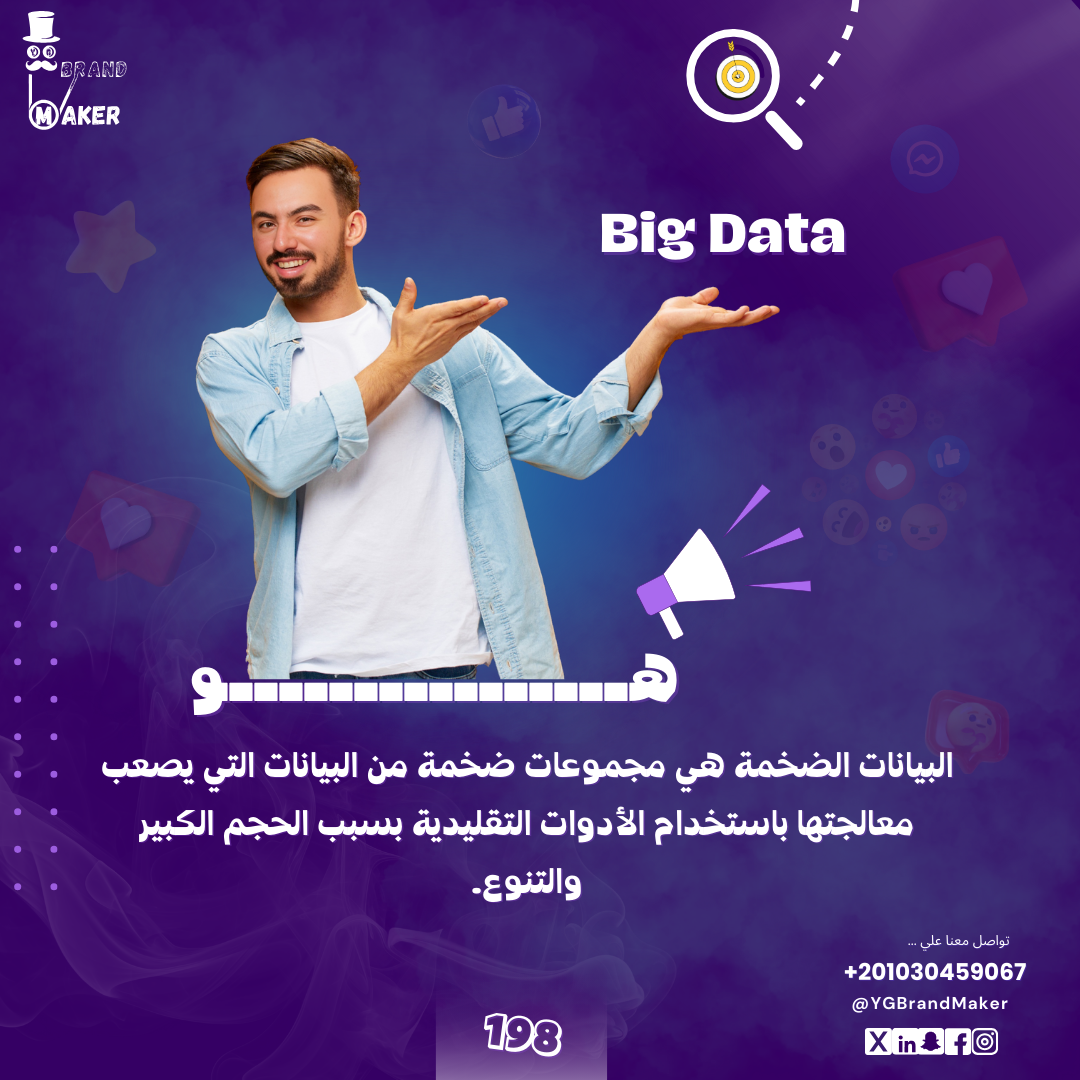 BRAND
MAKER
Big Data
هـــــــــــــــــو
البيانات الضخمة هي مجموعات ضخمة من البيانات التي يصعب
معالجتها باستخدام الأدوات التقليدية بسبب الحجم الكبير
والتنوع.
تواصل معنا علي ...
+201030459067
@YGBrandMaker
198